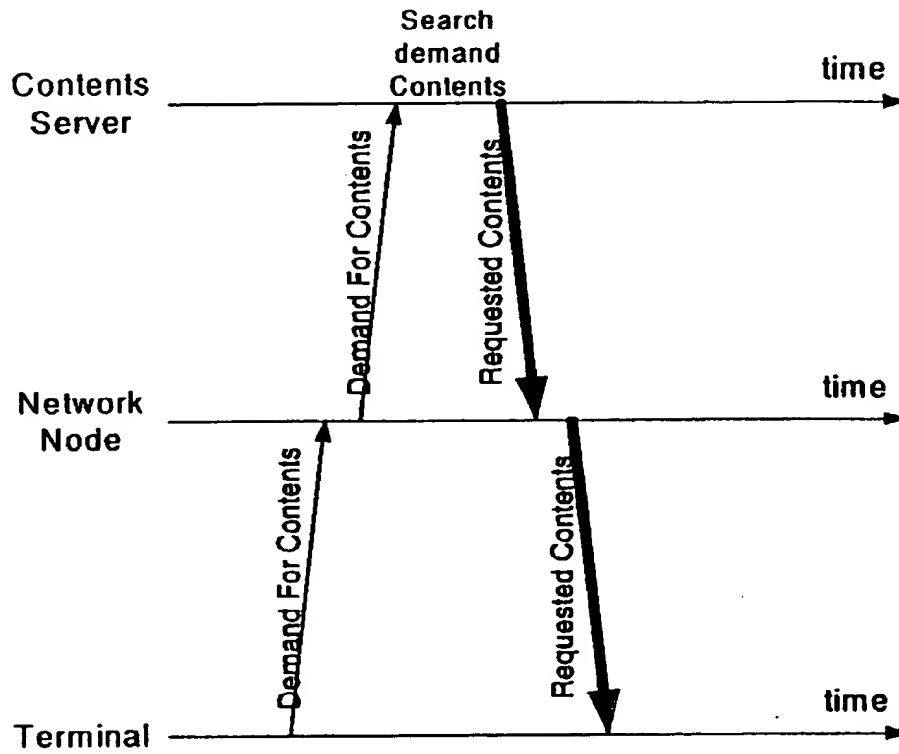 Search
demand
Contents
time
Contents
Server
Demand For Contents
Requested Contents
time
Network
Node
Demand For Contents
Requested Contents
time
Terminal